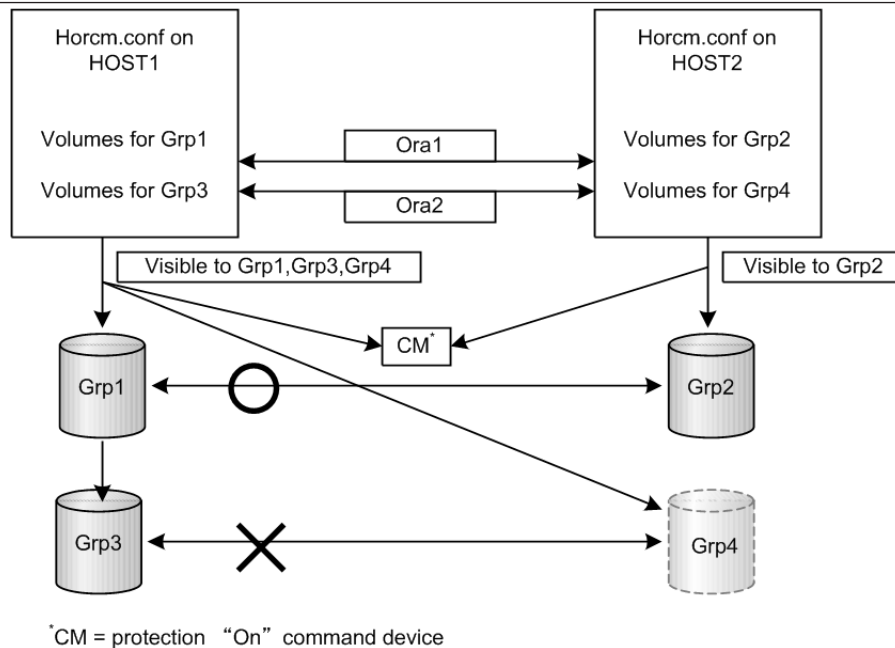 Horcm.conf on
HOST1
Horcm.conf on
HOST2
Volumes for Grp1
Ora1
Volumes for Grp2
Volumes for Grp3
Ora2
Volumes for Grp4
Visible to Grp1,Grp3,Grp4
Visible to Grp2
CM*
Grp1
Grp2
Grp3
Grp4
*CM = protection “On” command device